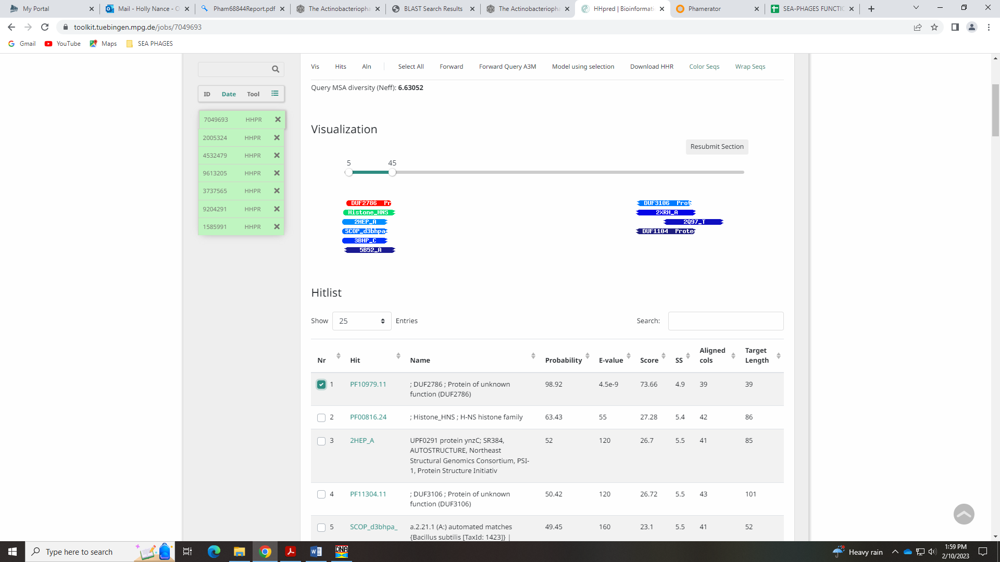 My Portal
Mail - Holly Nance - O
Pham68844Report.pdf
The Actinobacteriopha
BLAST Search Results
The Actinobacteriopha
HHpred | Bioinformati
Phamerator
SEA-PHAGES FUNCTIO
toolkit.tuebingen.mpg.de/jobs/7049693
Gmail YouTube Maps SEA PHAGES
Vis Hits Aln Select All Forward Forward Query A3M Model using selection Download HHR Color Seqs Wrap Seqs
Query MSA diversity (Neff): 6.63052
ID Date Tool
7049693 HHPR
2005324 HHPR
4532479 HHPR
9613205 HHPR
3737565 HHPR
9204291 HHPR
1585991 HHPR
Visualization
Resubmit Section
5 45
DUF2786 Pr
Histone_HNS
2HEP_A
SCOP_d3bhpa
3BHP_C
5B52_A
DUF3106 Prot
2XRH_A
2Q97_T
DUF1104 Prote
Hitlist
Show 25 Entries
Search:
Nr Hit Name Probability E-value Score SS Aligned cols Target Length
1 PF10979.11 ; DUF2786 ; Protein of unknown function (DUF2786) 98.92 4.5e-9 73.66 4.9 39 39
2 PF00816.24 ; Histone_HNS ; H-NS histone family 63.43 55 27.28 5.4 42 86
3 2HEP_A UPF0291 protein ynzC; SR384, AUTOSTRUCTURE, Northeast Structural Genomics Consortium, PSI-1, Protein Structure Initiativ 52 120 26.7 5.5 41 85
4 PF11304.11 ; DUF3106 ; Protein of unknown function (DUF3106) 50.42 120 26.72 5.5 43 101
5 SCOP_d3bhpa_ a.2.21.1 (A:) automated matches {Bacillus subtilis [TaxId: 1423]} | 49.45 160 23.1 5.5 41 52
Type here to search
DNA
Heavy rain
1:59 PM
2/10/2023